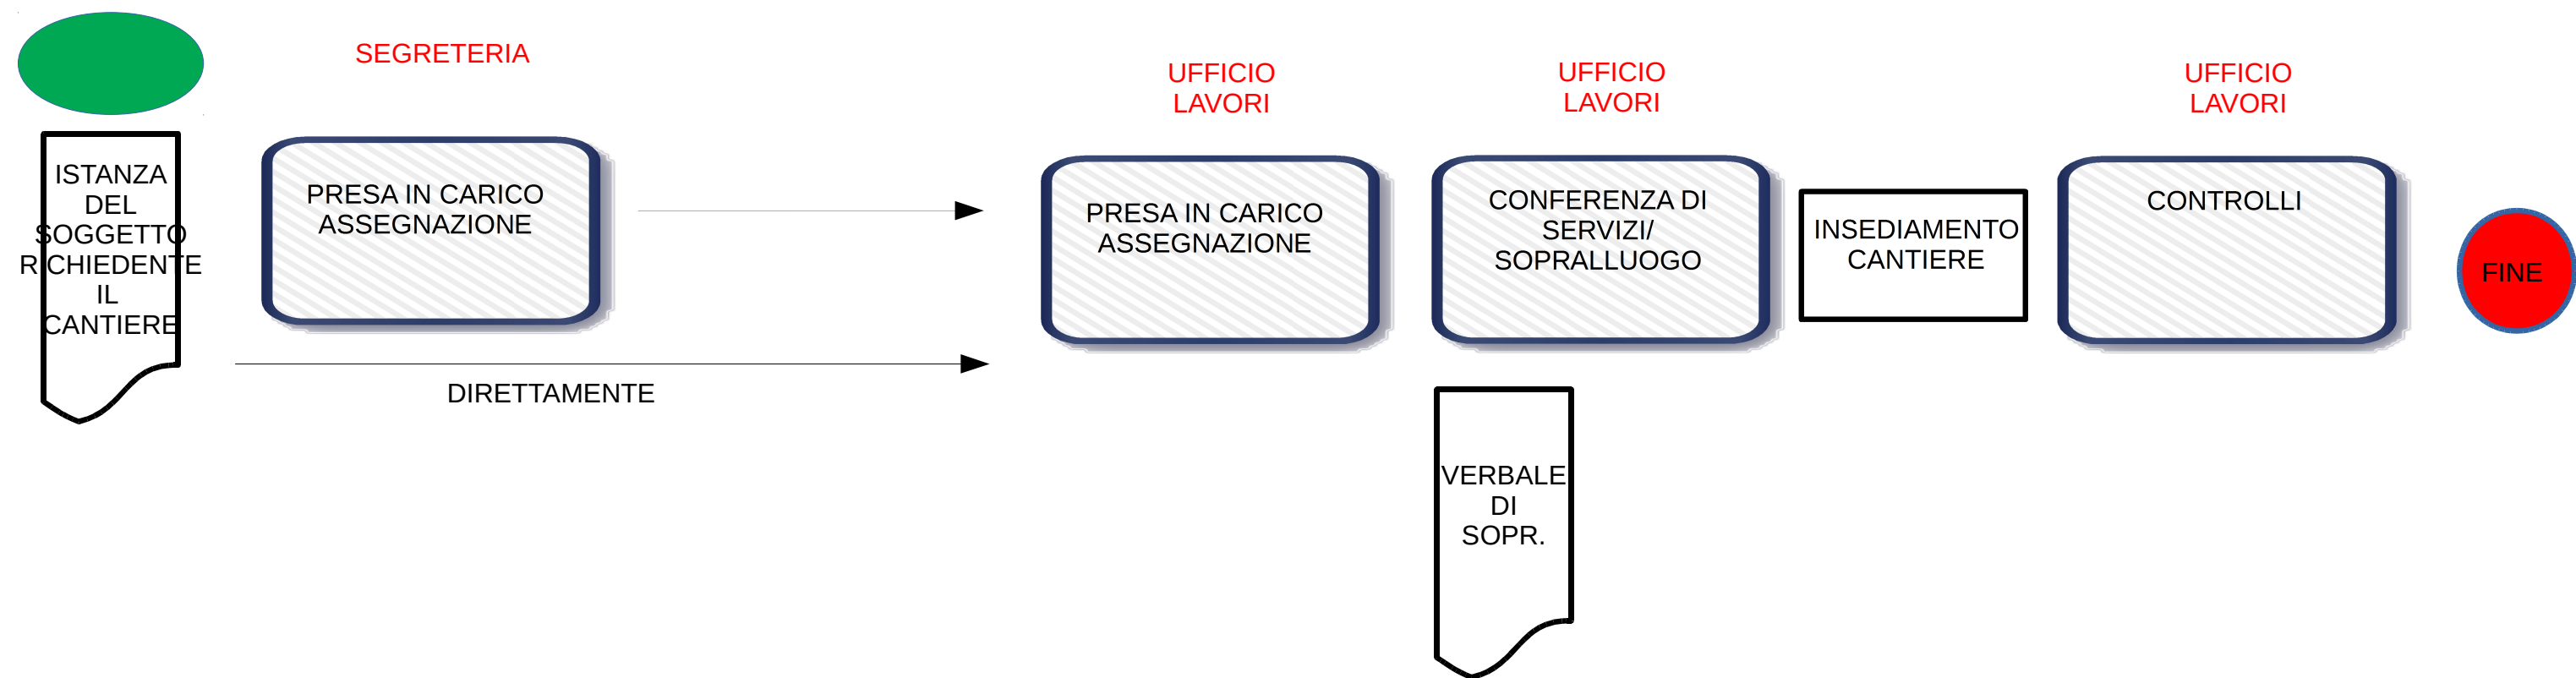 SEGRETERIA
UFFICIO
LAVORI
UFFICIO
LAVORI
UFFICIO
LAVORI
ISTANZA
DEL
SOGGETTO
RICHIEDENTE
IL
CANTIERE
PRESA IN CARICO
ASSEGNAZIONE
DIRETTAMENTE
PRESA IN CARICO
ASSEGNAZIONE
CONFERENZA DI
SERVIZI/
SOPRALLUOGO
VERBALE
DI
SOPR.
INSEDIAMENTO
CANTIERE
CONTROLLI
FINE